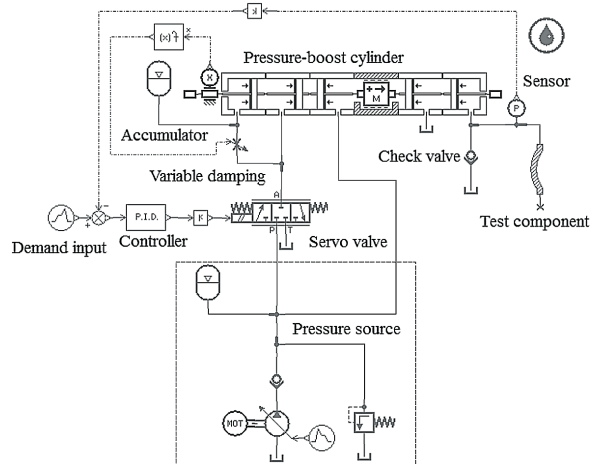 K
f(x)
x
Pressure-boost cylinder
Sensor
X
M
P
Accumulator
Check valve
Variable damping
A
Test component
P.I.D.
K
P T
Demand input
Controller
Servo valve
Pressure source
MOT